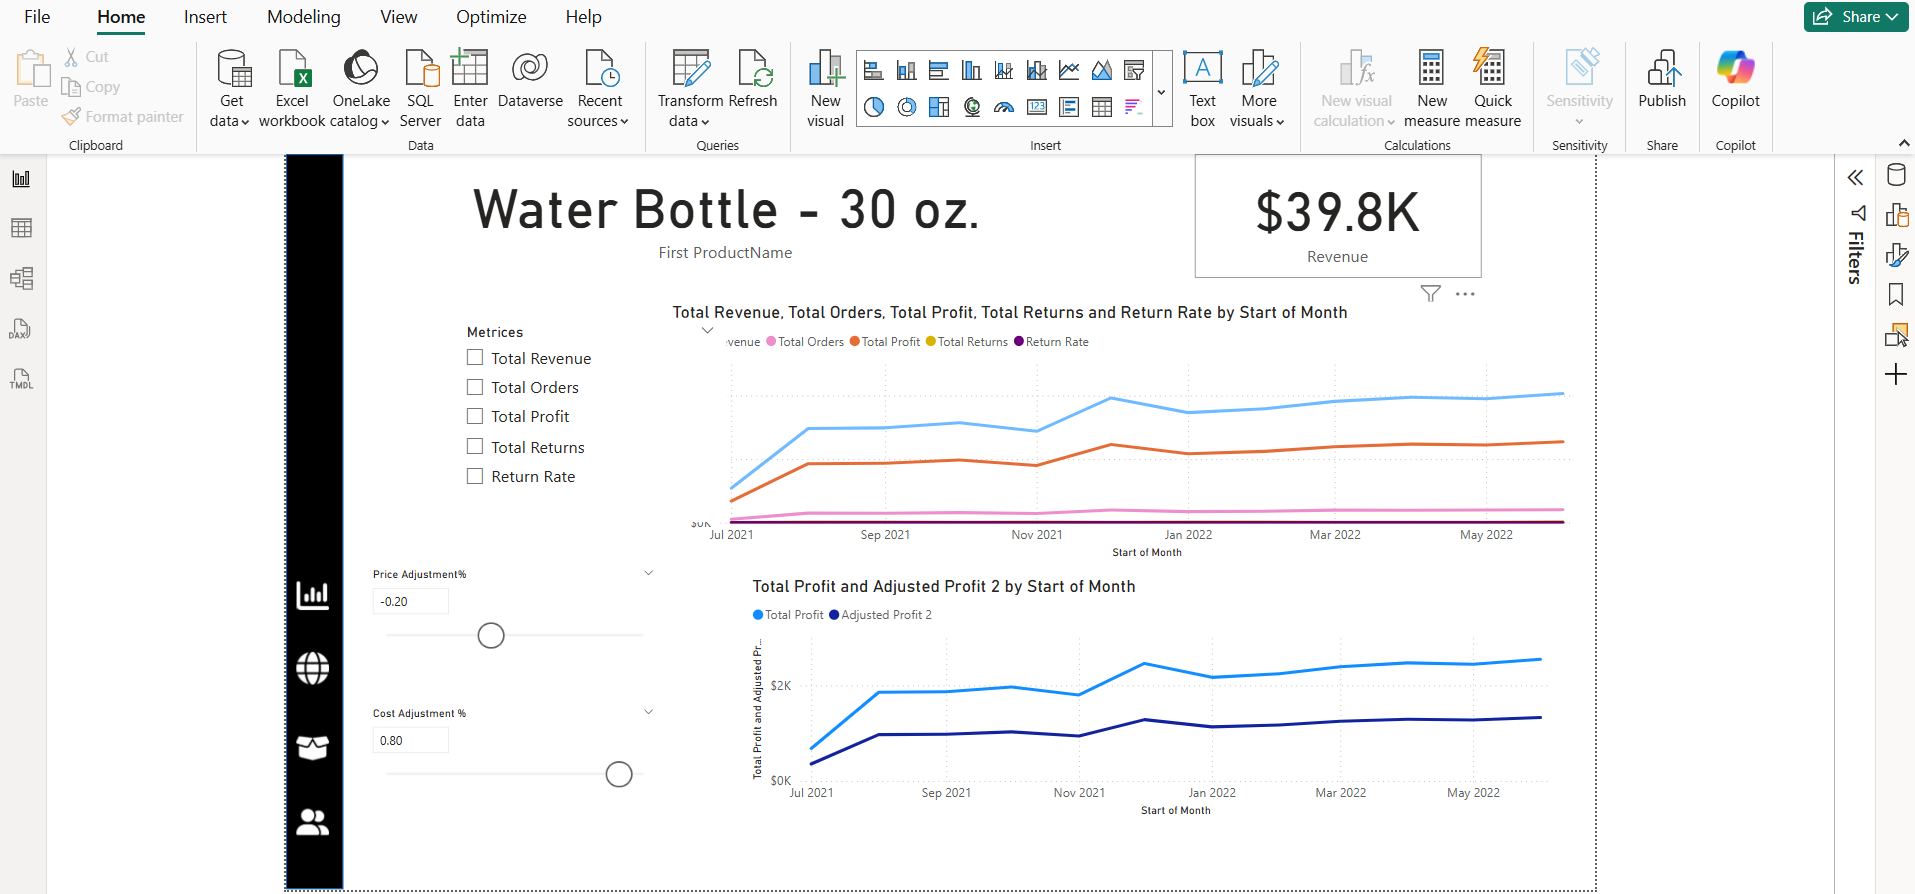 File Home Insert Modeling View Optimize Help Share
Cut
Copy
Format painter
Paste
Get data
Excel workbook
OneLake catalog
SQL Server
Enter data
Dataverse
Recent sources
Transform data
Refresh
New visual
Text box
More visuals
New visual calculation
New measure
Quick measure
Sensitivity
Publish
Copilot
Clipboard Data Queries Insert Calculations Sensitivity Share Copilot
DAX
TMDL
Filters
Water Bottle - 30 oz.
First ProductName
$39.8K
Revenue
Metrices
Total Revenue
Total Orders
Total Profit
Total Returns
Return Rate
Total Revenue, Total Orders, Total Profit, Total Returns and Return Rate by Start of Month
venue Total Orders Total Profit Total Returns Return Rate
$0K
Jul 2021 Sep 2021 Nov 2021 Jan 2022 Mar 2022 May 2022
Start of Month
Price Adjustment%
-0.20
Cost Adjustment %
0.80
Total Profit and Adjusted Profit 2 by Start of Month
Total Profit Adjusted Profit 2
Total Profit and Adjusted Pr...
$2K
$0K
Jul 2021 Sep 2021 Nov 2021 Jan 2022 Mar 2022 May 2022
Start of Month